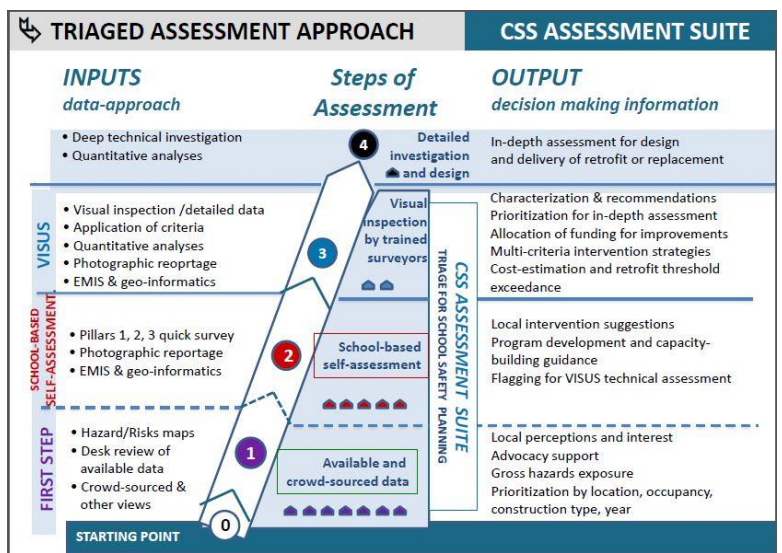 TRIAGED ASSESSMENT APPROACH
CSS ASSESSMENT SUITE
INPUTS
data-approach
Steps of
Assessment
OUTPUT
decision making information
• Deep technical investigation
• Quantitative analyses
4
Detailed
investigation
and design
In-depth assessment for design
and delivery of retrofit or replacement
VISUS
• Visual inspection /detailed data
• Application of criteria
• Quantitative analyses
• Photographic reoprtage
• EMIS & geo-informatics
3
Visual
inspection
by trained
surveyors
Characterization & recommendations
Prioritization for in-depth assessment
Allocation of funding for improvements
Multi-criteria intervention strategies
Cost-estimation and retrofit threshold
exceedance
TRIAGE FOR SCHOOL SAFETY PLANNING
CSS ASSESSMENT SUITE
SCHOOL-BASED
SELF-ASSESSMENT.
• Pillars 1, 2, 3 quick survey
• Photographic reportage
• EMIS & geo-informatics
2
School-based
self-assessment
Local intervention suggestions
Program development and capacity-
building guidance
Flagging for VISUS technical assessment
FIRST STEP
• Hazard/Risks maps
• Desk review of
available data
• Crowd-sourced &
other views
1
Available and
crowd-sourced data
Local perceptions and interest
Advocacy support
Gross hazards exposure
Prioritization by location, occupancy,
construction type, year
0
STARTING POINT